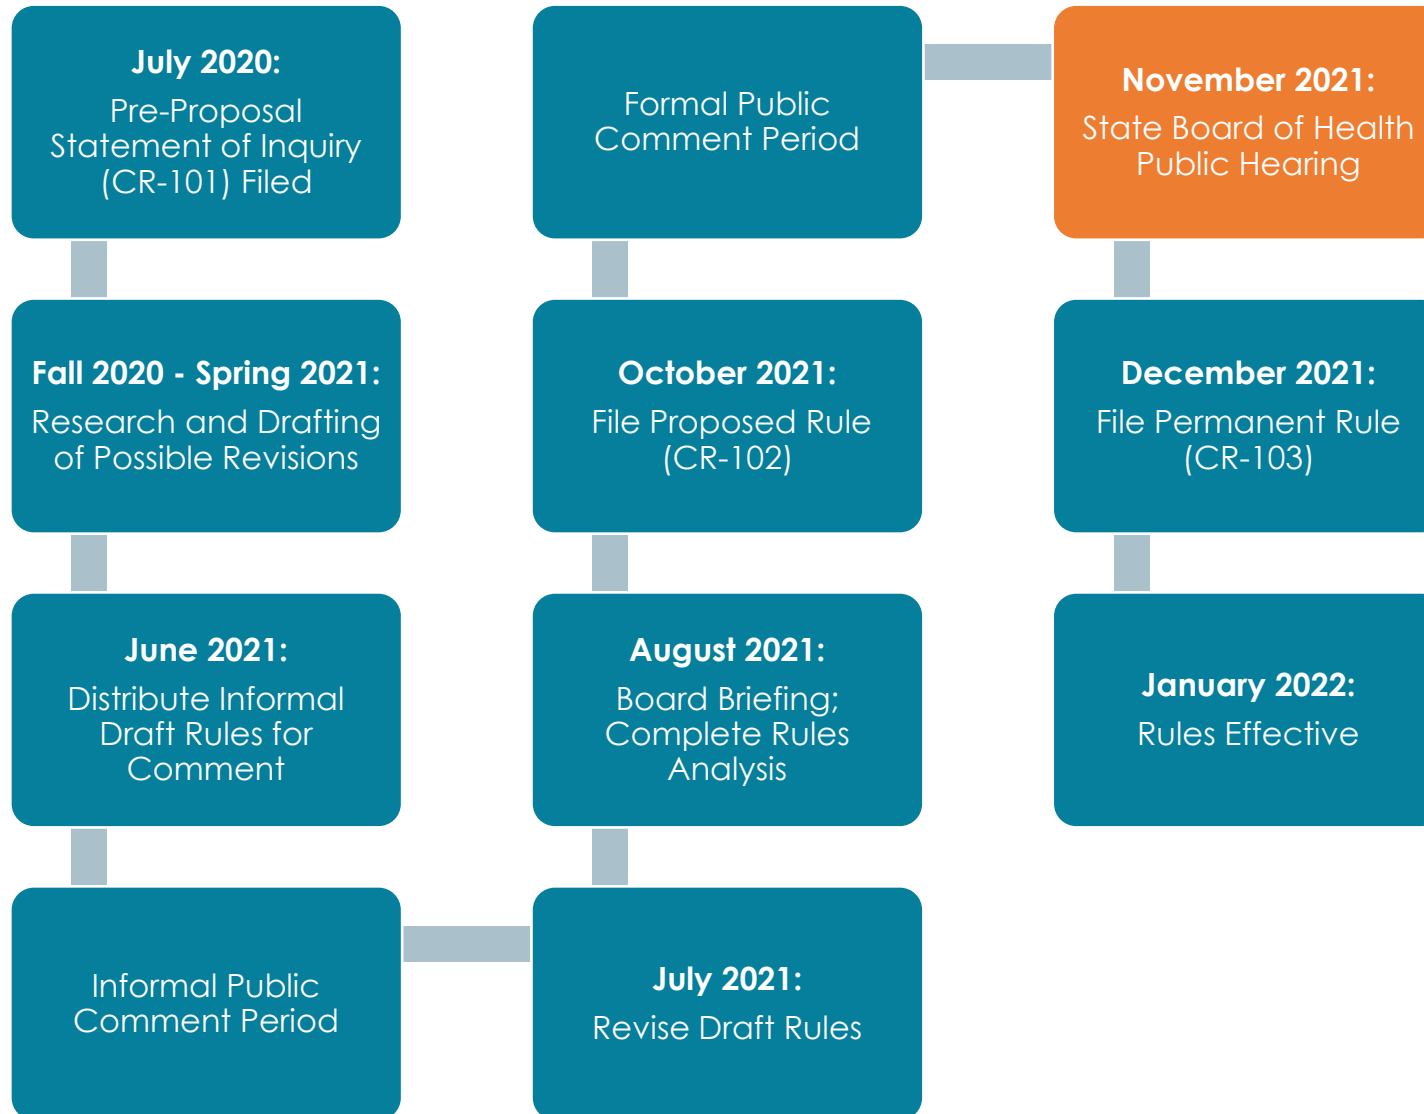 July 2020:
Pre-Proposal
Statement of Inquiry
(CR-101) Filed
Fall 2020 - Spring 2021:
Research and Drafting
of Possible Revisions
June 2021:
Distribute Informal
Draft Rules for
Comment
Informal Public
Comment Period
July 2021:
Revise Draft Rules
August 2021:
Board Briefing;
Complete Rules
Analysis
October 2021:
File Proposed Rule
(CR-102)
Formal Public
Comment Period
November 2021:
State Board of Health
Public Hearing
December 2021:
File Permanent Rule
(CR-103)
January 2022:
Rules Effective